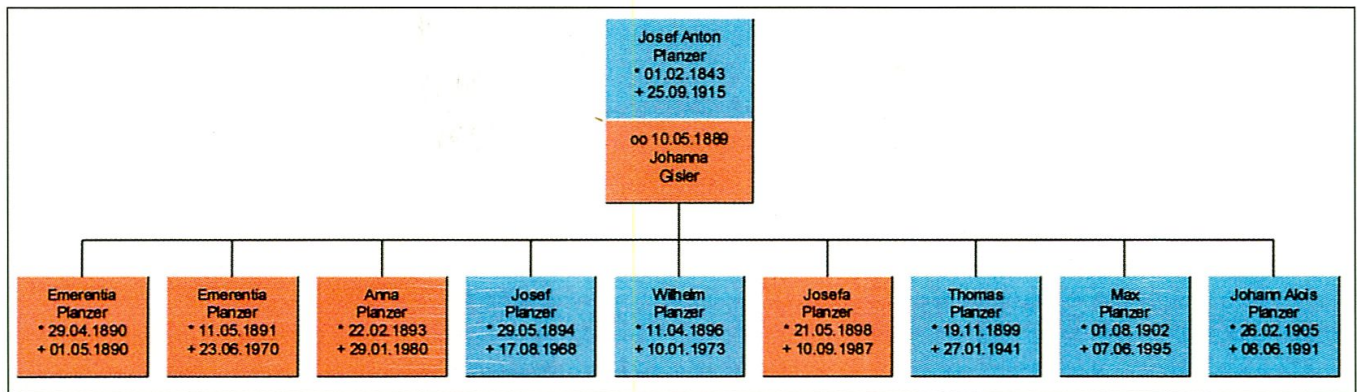 Josef Anton
Planzer
* 01.02.1843
+ 25.09.1915
oo 10.05.1889
Johanna
Gisler
Emerentia
Planzer
* 29.04.1890
+ 01.05.1890
Emerentia
Planzer
* 11.05.1891
+ 23.06.1970
Anna
Planzer
* 22.02.1893
+ 29.01.1980
Josef
Planzer
* 29.05.1894
+ 17.08.1968
Wilhelm
Planzer
* 11.04.1896
+ 10.01.1973
Josefa
Planzer
* 21.05.1898
+ 10.09.1987
Thomas
Planzer
* 19.11.1899
+ 27.01.1941
Max
Planzer
* 01.08.1902
+ 07.06.1995
Johann Alois
Planzer
* 26.02.1905
+ 08.06.1991